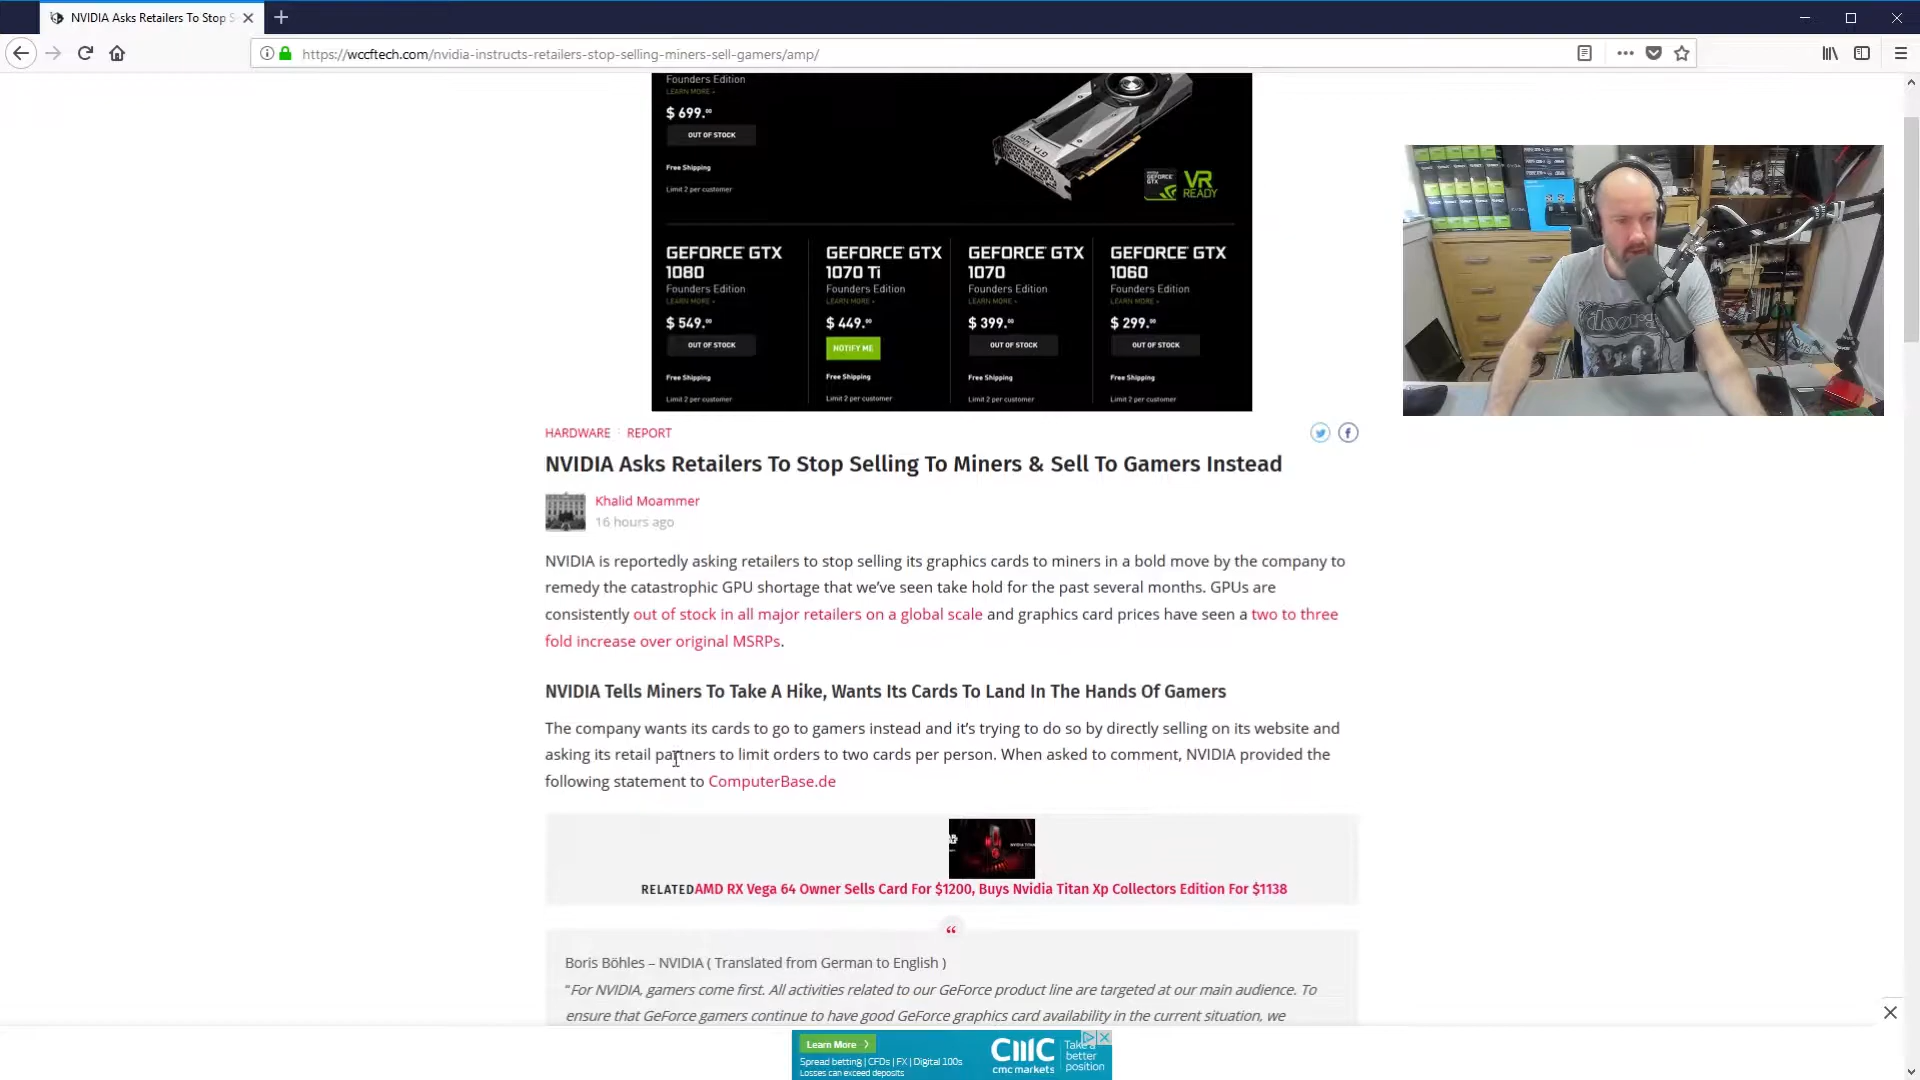 NVIDIA Asks Retailers To Stop S
https://wccftech.com/nvidia-instructs-retailers-stop-selling-miners-sell-gamers/amp/
Founders Edition
LEARN MORE
$ 699.00
OUT OF STOCK
Free Shipping
Limit 2 per customer
GTX 1080
GEFORCE GTX
VR
READY
GEFORCE GTX
1080
Founders Edition
LEARN MORE
$ 549.00
OUT OF STOCK
Free Shipping
Limit 2 per customer
GEFORCE GTX
1070 Ti
Founders Edition
LEARN MORE
$ 449.00
NOTIFY ME
Free Shipping
Limit 2 per customer
GEFORCE GTX
1070
Founders Edition
LEARN MORE
$ 399.00
OUT OF STOCK
Free Shipping
Limit 2 per customer
GEFORCE GTX
1060
Founders Edition
LEARN MORE
$ 299.00
OUT OF STOCK
Free Shipping
Limit 2 per customer
doors
HARDWARE REPORT
NVIDIA Asks Retailers To Stop Selling To Miners & Sell To Gamers Instead
Khalid Moammer
16 hours ago
NVIDIA is reportedly asking retailers to stop selling its graphics cards to miners in a bold move by the company to
remedy the catastrophic GPU shortage that we’ve seen take hold for the past several months. GPUs are
consistently out of stock in all major retailers on a global scale and graphics card prices have seen a two to three
fold increase over original MSRPs.
NVIDIA Tells Miners To Take A Hike, Wants Its Cards To Land In The Hands Of Gamers
The company wants its cards to go to gamers instead and it’s trying to do so by directly selling on its website and
asking its retail partners to limit orders to two cards per person. When asked to comment, NVIDIA provided the
following statement to ComputerBase.de
RELATEDAMD RX Vega 64 Owner Sells Card For $1200, Buys Nvidia Titan Xp Collectors Edition For $1138
“
Boris Böhles – NVIDIA ( Translated from German to English )
“For NVIDIA, gamers come first. All activities related to our GeForce product line are targeted at our main audience. To
ensure that GeForce gamers continue to have good GeForce graphics card availability in the current situation, we
Learn More >
Spread betting | CFDs | FX | Digital 100s
Losses can exceed deposits
cmc
cmc markets
Take a
better
position